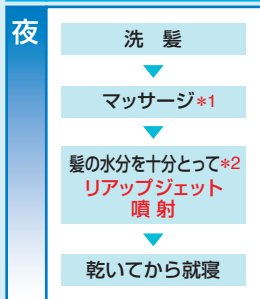 夜
洗 髪
マッサージ*1
髪の水分を十分とって*2
リアップジェット
噴 射
乾いてから就寝